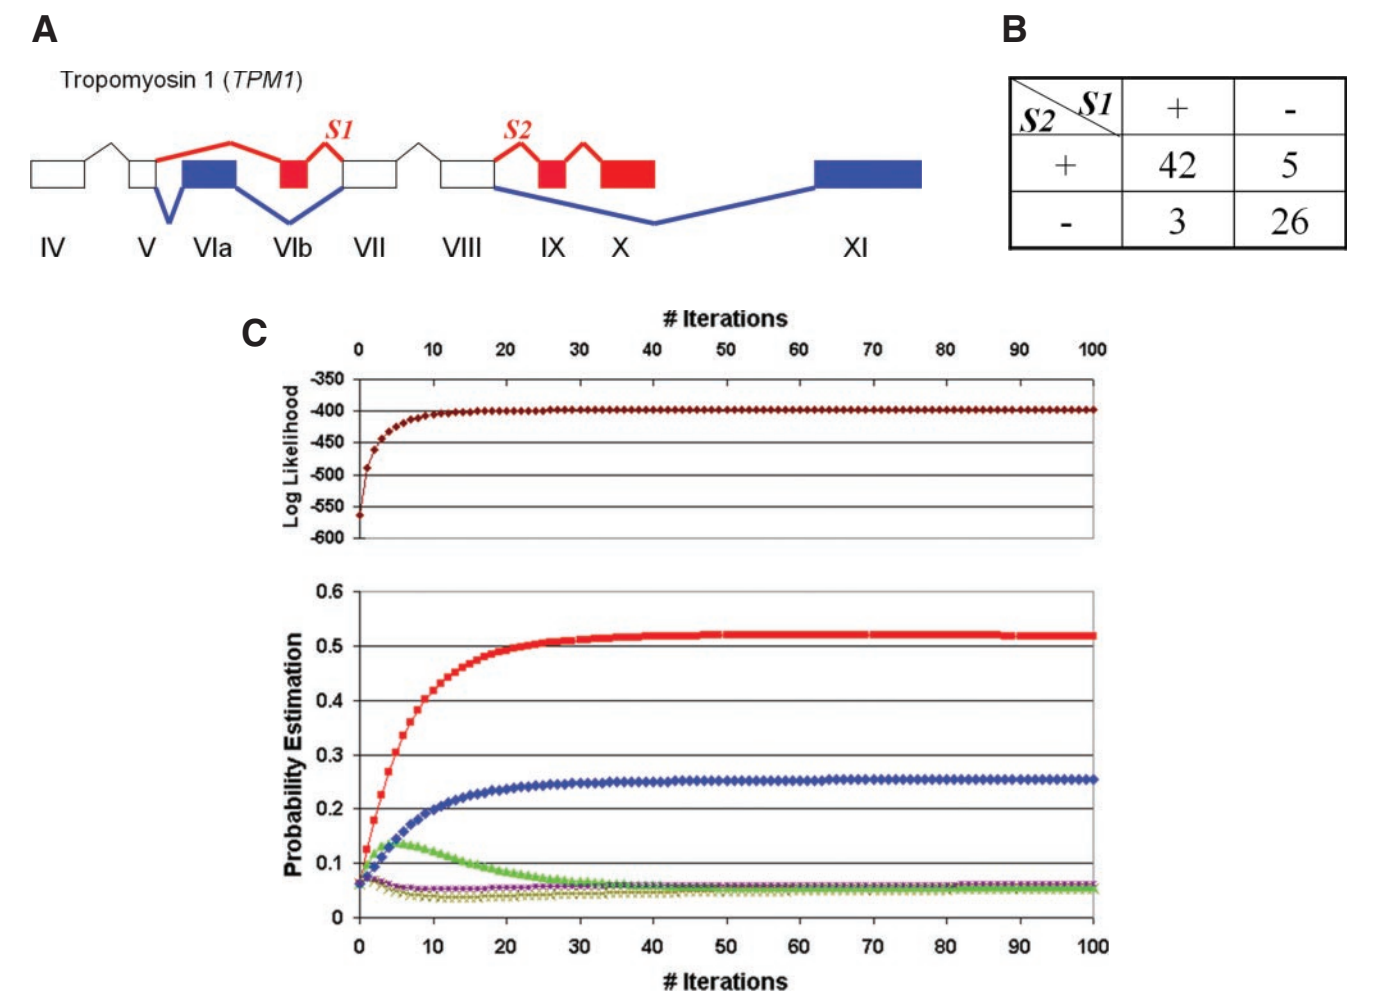 A
Tropomyosin 1 (TPM1)
S1
S2
IV V VIa VIb VII VIII IX X XI
B
S1
S2
+ -
+ 42 5
- 3 26
C
# Iterations
0 10 20 30 40 50 60 70 80 90 100
Log Likelihood
-350
-400
-450
-500
-550
-600
Probability Estimation
0.6
0.5
0.4
0.3
0.2
0.1
0
0 10 20 30 40 50 60 70 80 90 100
# Iterations